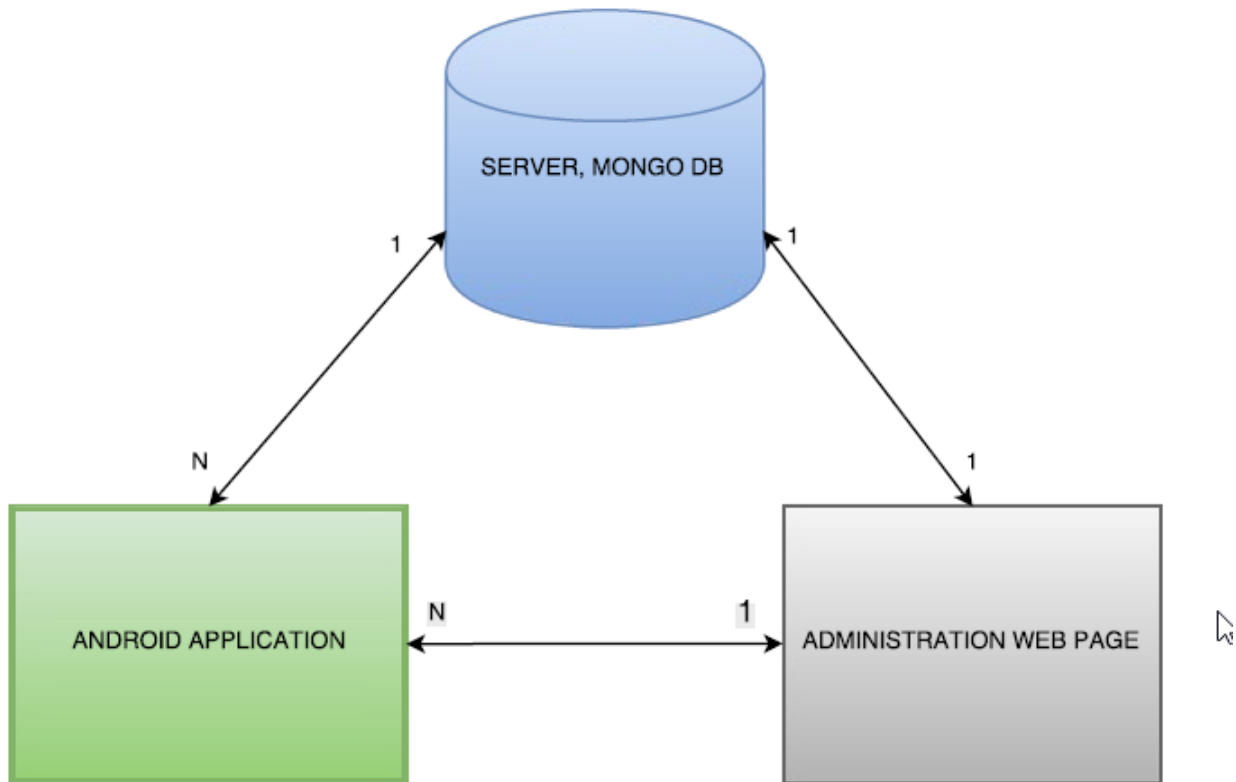 SERVER, MONGO DB
1
1
N
1
N
1
ANDROID APPLICATION
ADMINISTRATION WEB PAGE